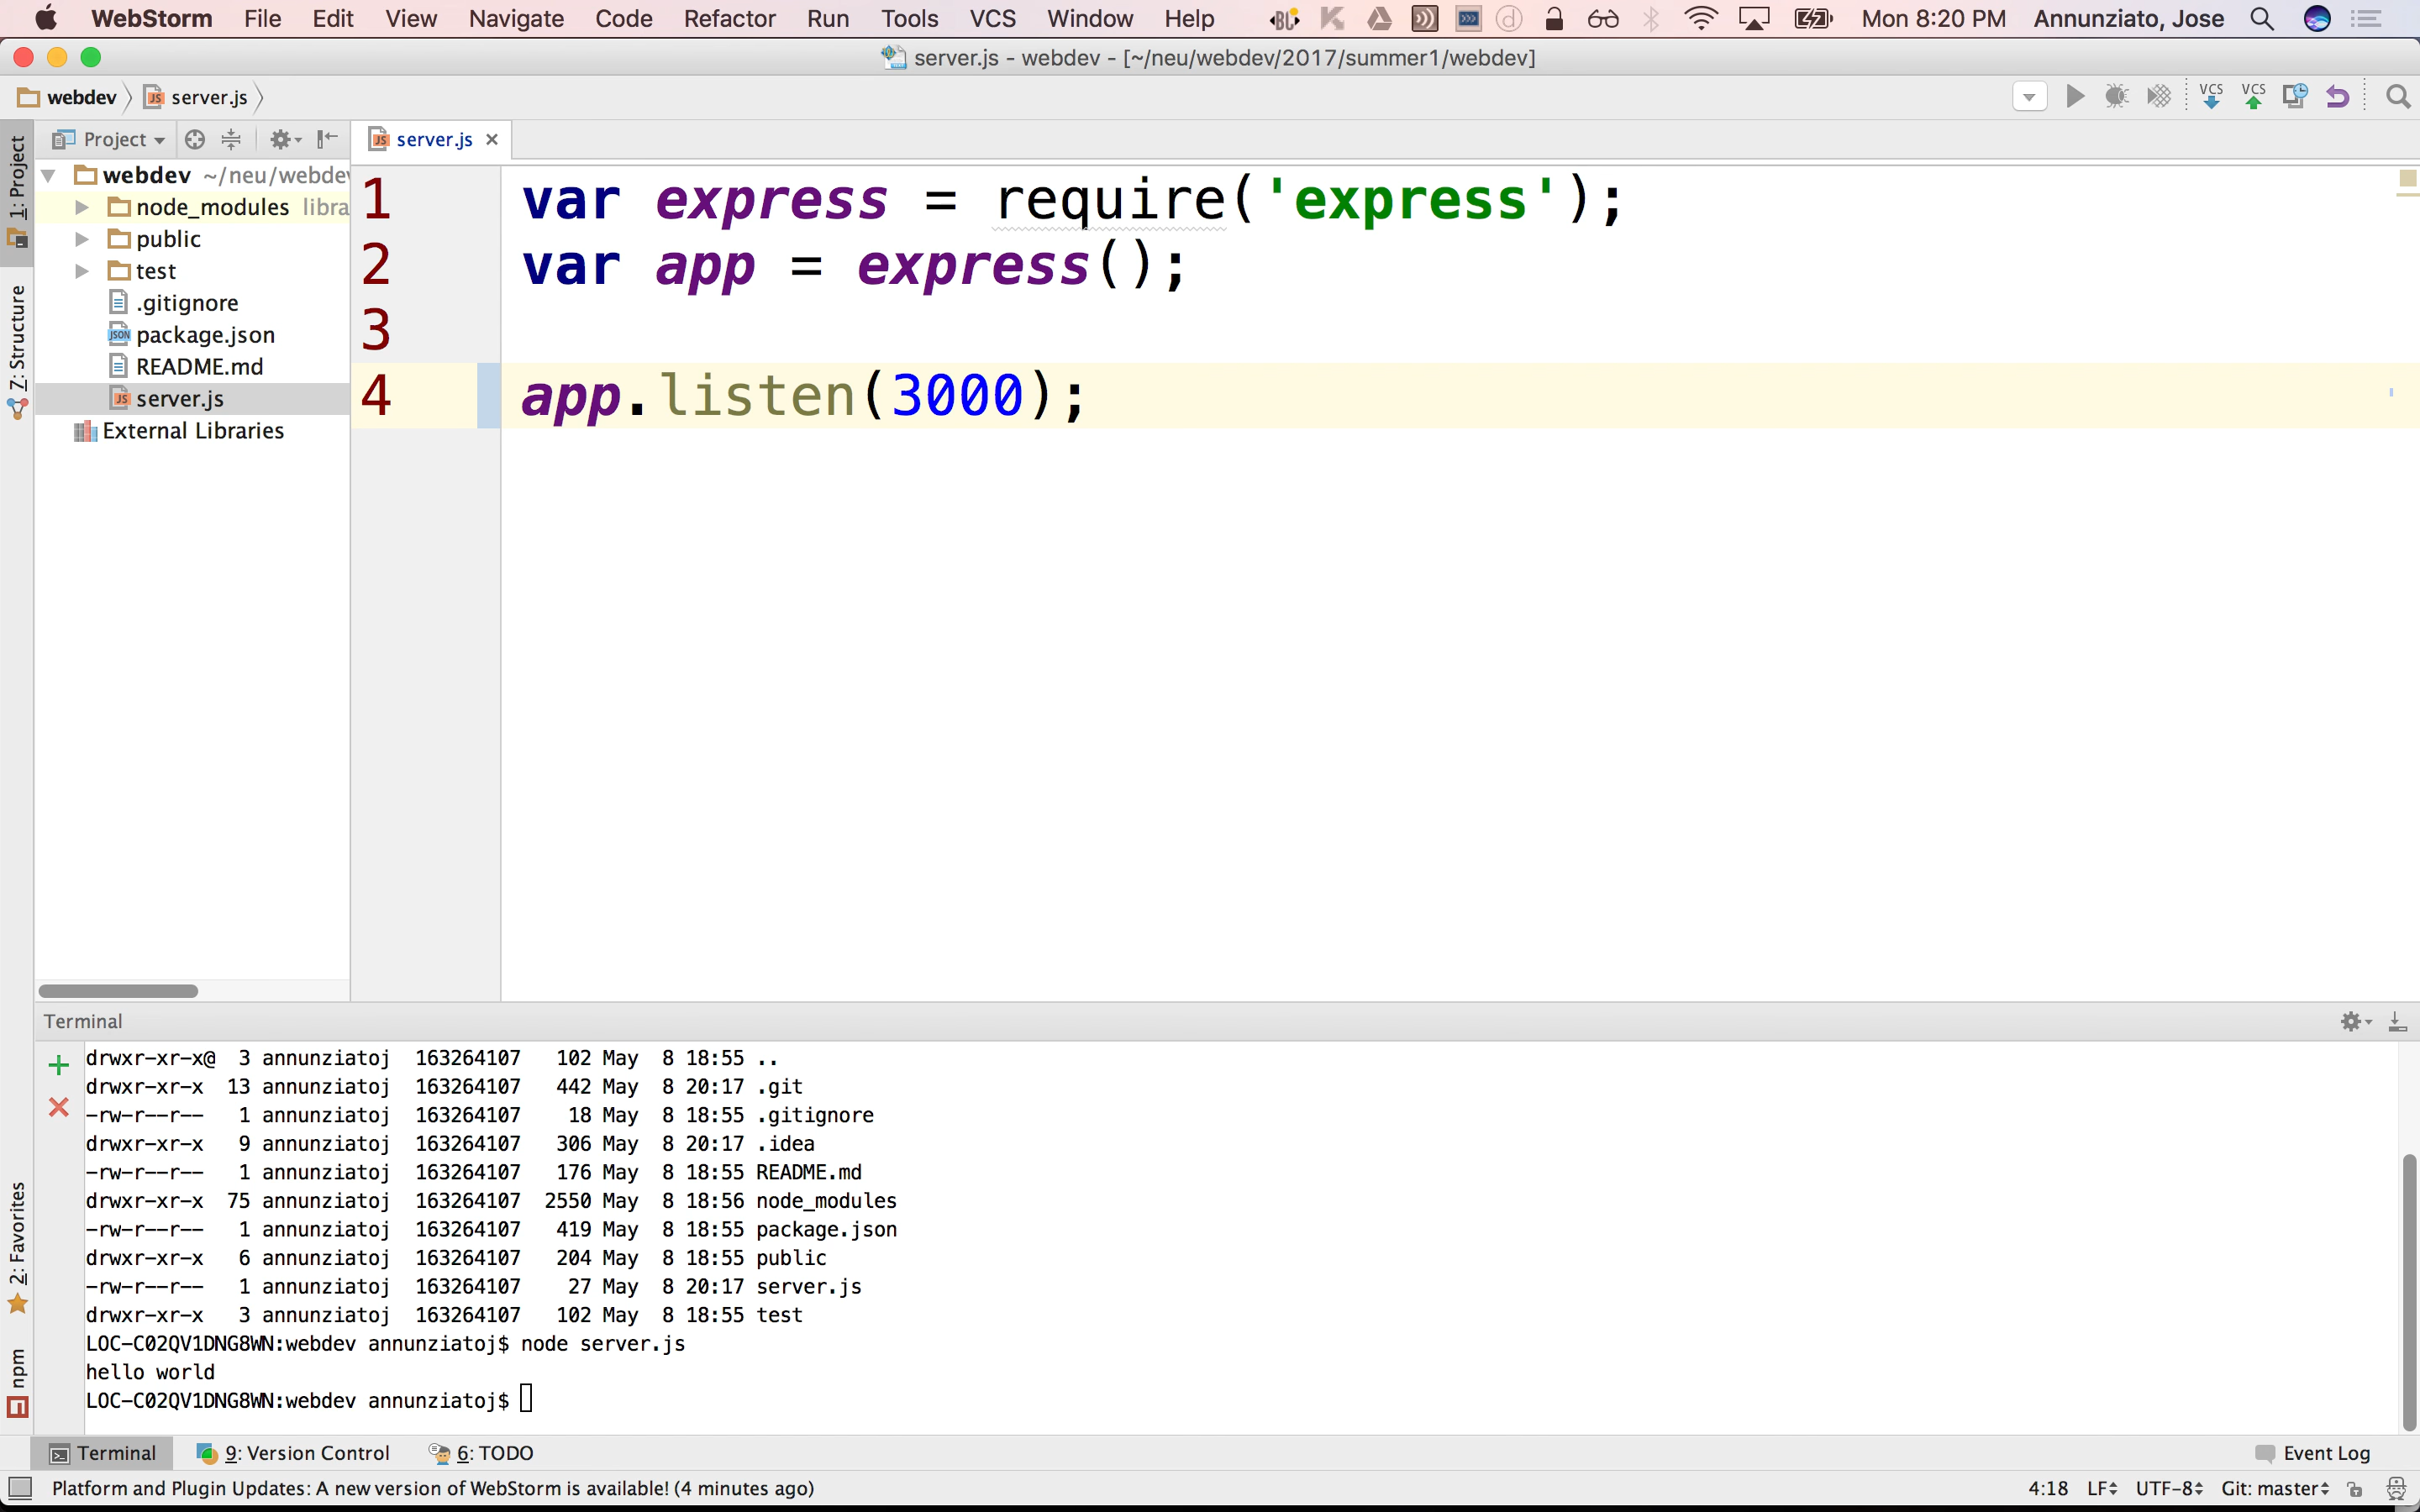 WebStorm File Edit View Navigate Code Refactor Run Tools VCS Window Help Mon 8:20 PM Annunziato, Jose
server.js - webdev - [~/neu/webdev/2017/summer1/webdev]
webdev server.js VCS VCS
Project
server.js
1: Project
7: Structure
2: Favorites
npm
webdev ~/neu/webdev
node_modules libra
public
test
.gitignore
package.json
README.md
server.js
External Libraries
1 var express = require('express');
2 var app = express();
3
4 app.listen(3000);
Terminal
drwxr-xr-x@ 3 annunziatoj 163264107 102 May 8 18:55 ..
drwxr-xr-x 13 annunziatoj 163264107 442 May 8 20:17 .git
-rw-r--r-- 1 annunziatoj 163264107 18 May 8 18:55 .gitignore
drwxr-xr-x 9 annunziatoj 163264107 306 May 8 20:17 .idea
-rw-r--r-- 1 annunziatoj 163264107 176 May 8 18:55 README.md
drwxr-xr-x 75 annunziatoj 163264107 2550 May 8 18:56 node_modules
-rw-r--r-- 1 annunziatoj 163264107 419 May 8 18:55 package.json
drwxr-xr-x 6 annunziatoj 163264107 204 May 8 18:55 public
-rw-r--r-- 1 annunziatoj 163264107 27 May 8 20:17 server.js
drwxr-xr-x 3 annunziatoj 163264107 102 May 8 18:55 test
LOC-C02QV1DNG8WN:webdev annunziatoj$ node server.js
hello world
LOC-C02QV1DNG8WN:webdev annunziatoj$
Terminal 9: Version Control 6: TODO Event Log
Platform and Plugin Updates: A new version of WebStorm is available! (4 minutes ago) 4:18 LF UTF-8 Git: master